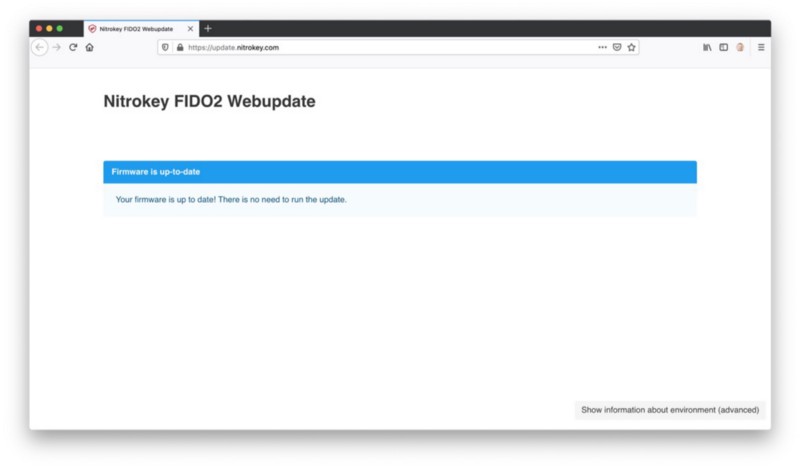 Nitrokey FIDO2 Webupdate
https://update.nitrokey.com
Nitrokey FIDO2 Webupdate
Firmware is up-to-date
Your firmware is up to date! There is no need to run the update.
Show information about environment (advanced)